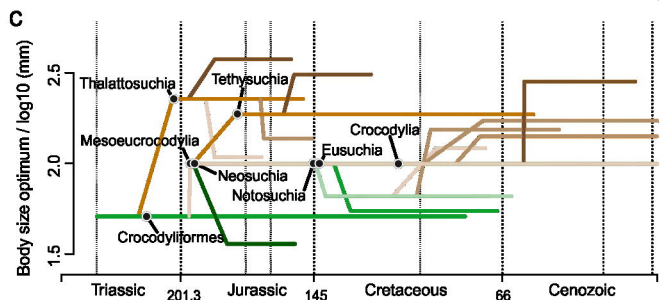 C
Body size optimum / log10 (mm)
2.5
2.0
1.5
Thalattosuchia
Tethysuchia
Mesoeucrocodylia
Neosuchia
Notosuchia
Eusuchia
Crocodylia
Crocodyliformes
Triassic
Jurassic
Cretaceous
Cenozoic
201.3
145
66